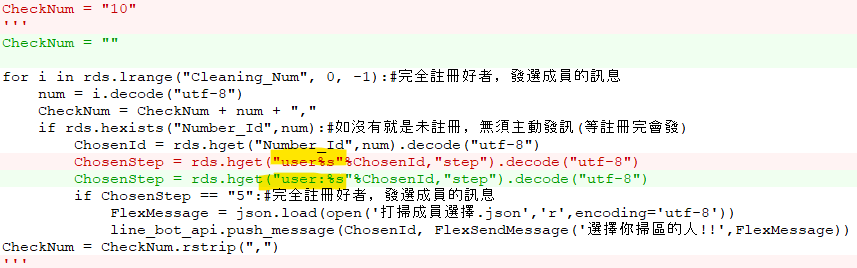 CheckNum = "10"
'''
CheckNum = ""
for i in rds.lrange("Cleaning_Num", 0, -1):#完全註冊好者，發選成員的訊息
    num = i.decode("utf-8")
    CheckNum = CheckNum + num + ","
    if rds.hexists("Number_Id",num):#如沒有就是未註冊，無須主動發訊(等註冊完會發)
        ChosenId = rds.hget("Number_Id",num).decode("utf-8")
        ChosenStep = rds.hget("user%s"%ChosenId,"step").decode("utf-8")
        ChosenStep = rds.hget("user:%s"%ChosenId,"step").decode("utf-8")
        if ChosenStep == "5":#完全註冊好者，發選成員的訊息
            FlexMessage = json.load(open('打掃成員選擇.json','r',encoding='utf-8'))
            line_bot_api.push_message(ChosenId, FlexSendMessage('選擇你掃區的人!!',FlexMessage))
CheckNum = CheckNum.rstrip(",")
'''